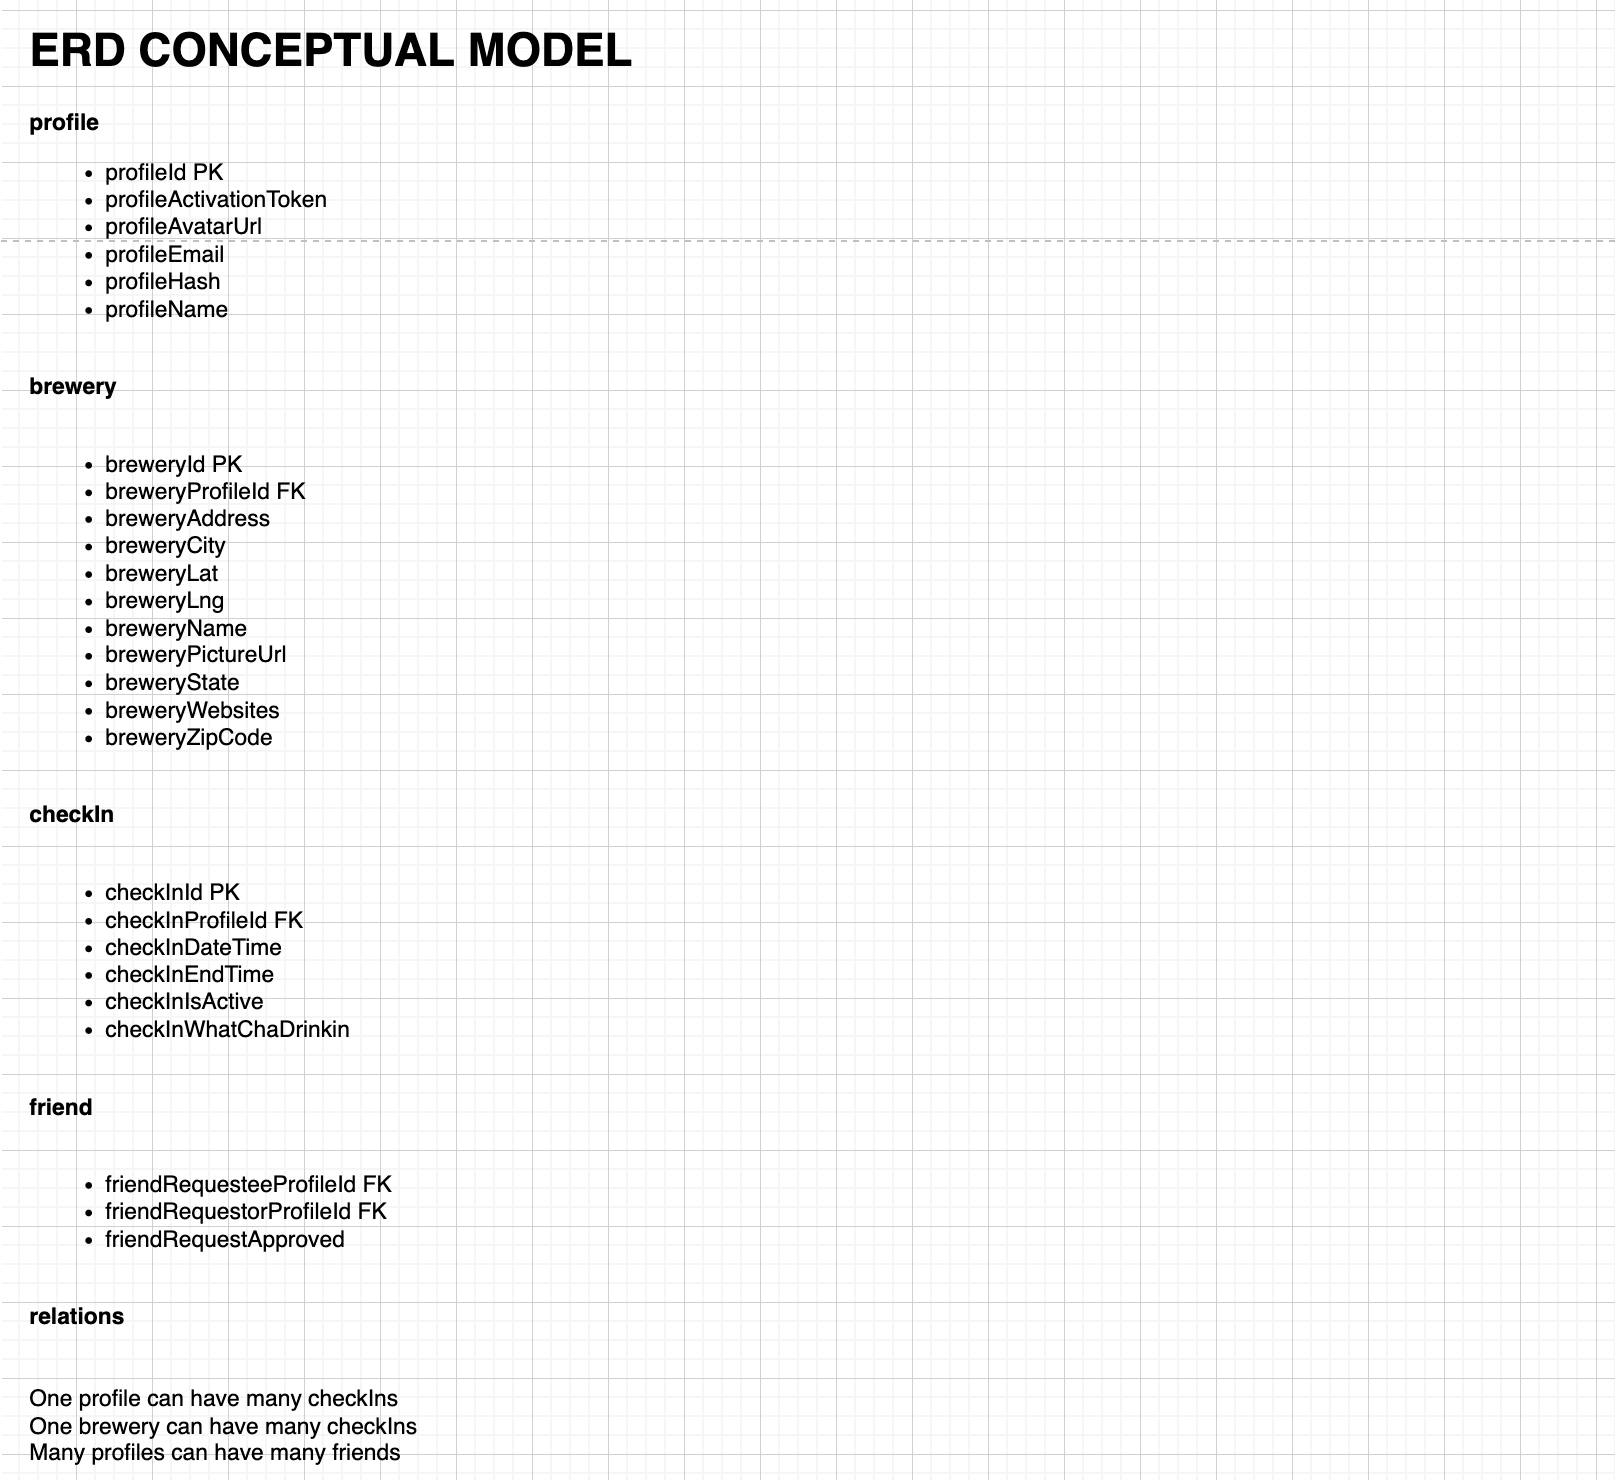 ERD CONCEPTUAL MODEL
profile
• profileId PK
• profileActivationToken
• profileAvatarUrl
• profileEmail
• profileHash
• profileName
brewery
• breweryId PK
• breweryProfileId FK
• breweryAddress
• breweryCity
• breweryLat
• breweryLng
• breweryName
• breweryPictureUrl
• breweryState
• breweryWebsites
• breweryZipCode
checkIn
• checkInId PK
• checkInProfileId FK
• checkInDateTime
• checkInEndTime
• checkInIsActive
• checkInWhatChaDrinkin
friend
• friendRequesteeProfileId FK
• friendRequestorProfileId FK
• friendRequestApproved
relations
One profile can have many checkIns
One brewery can have many checkIns
Many profiles can have many friends